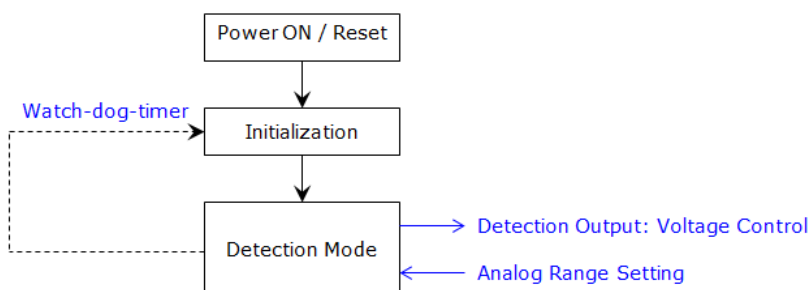 Power ON / Reset
Watch-dog-timer
Initialization
Detection Output: Voltage Control
Detection Mode
Analog Range Setting